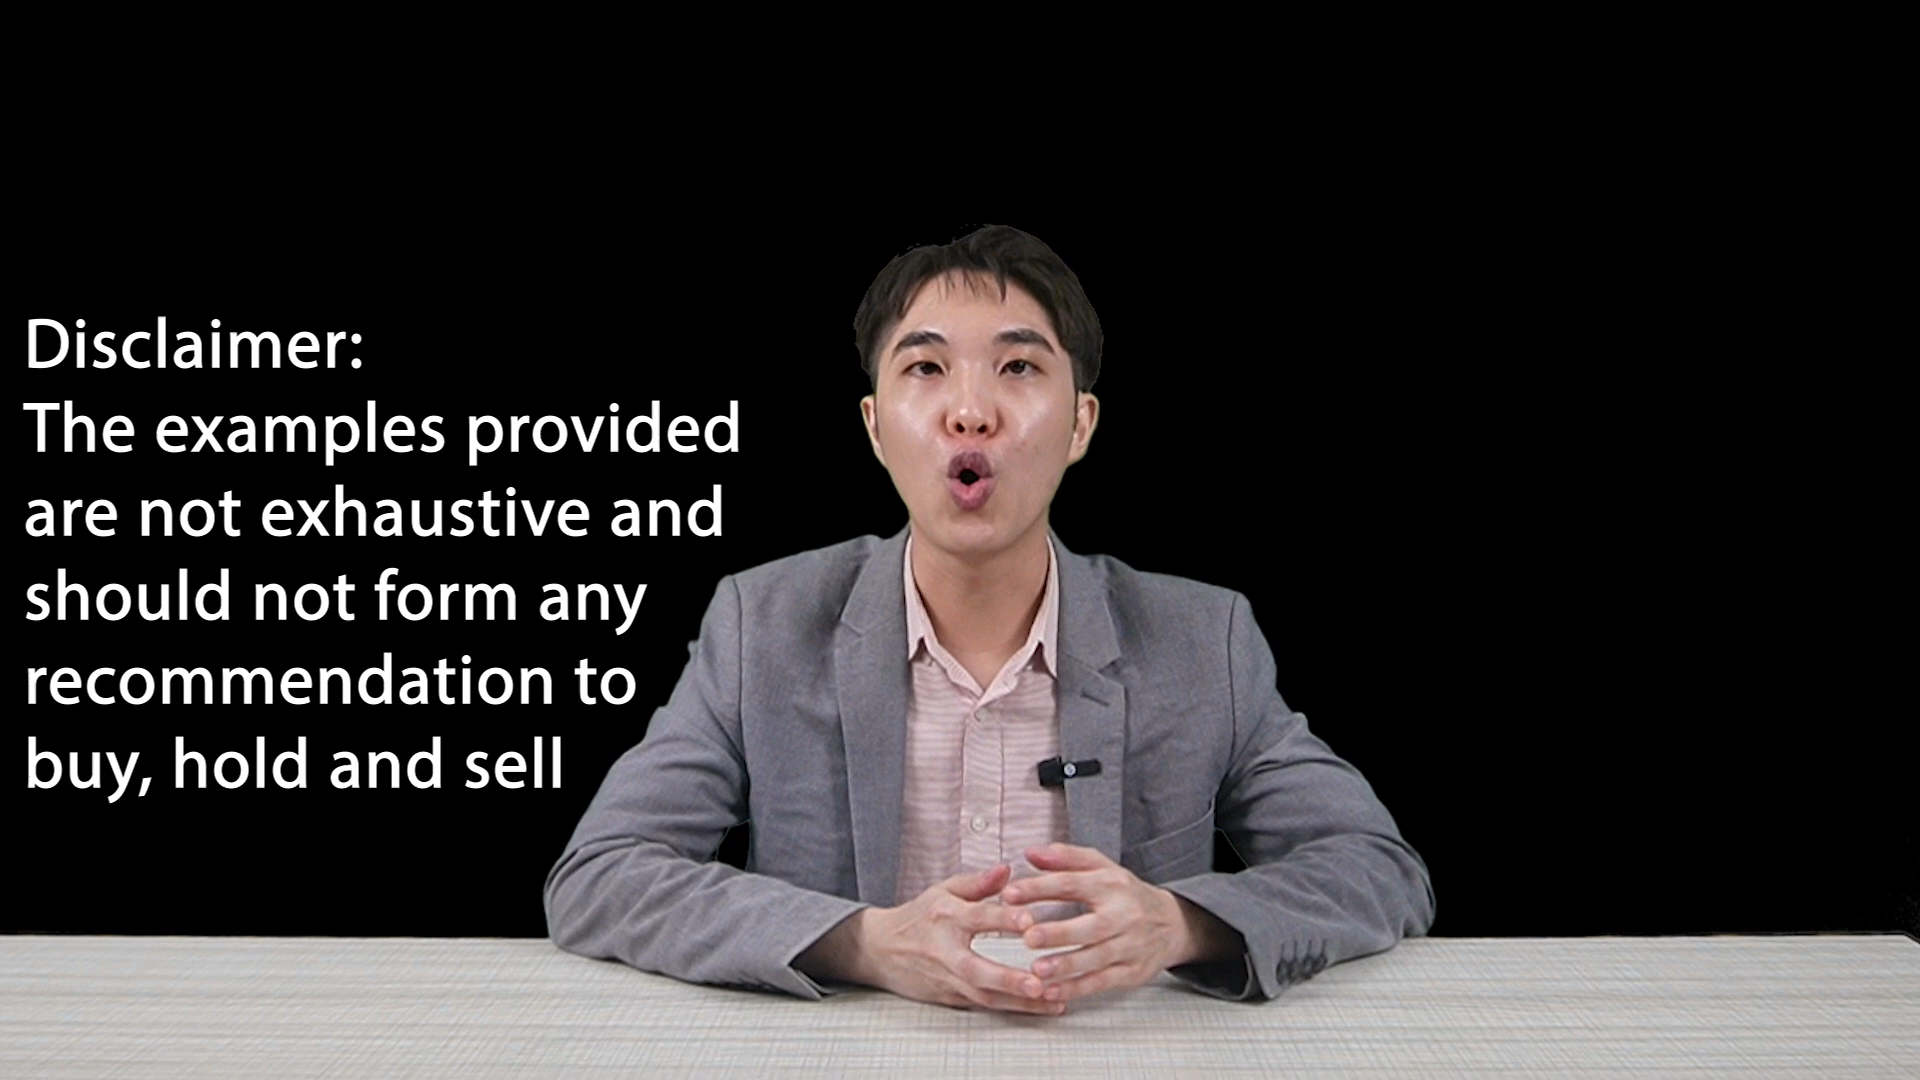 Disclaimer:
The examples provided
are not exhaustive and
should not form any
recommendation to
buy, hold and sell